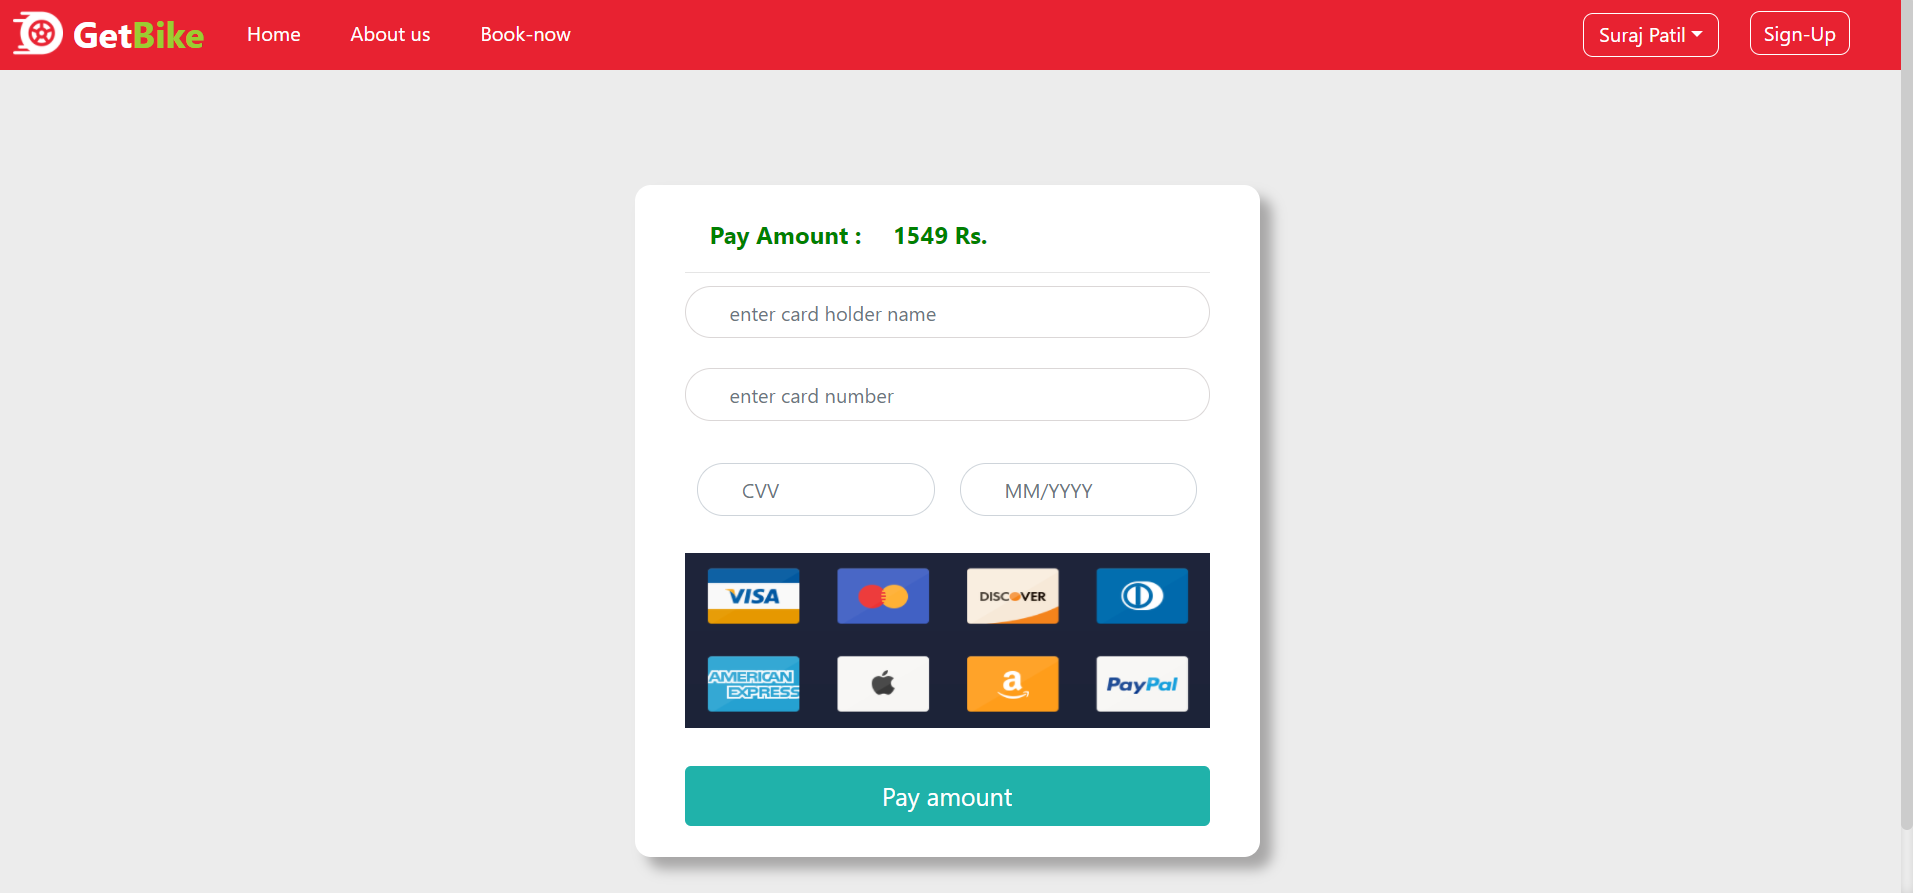 GetBike Home About us Book-now Suraj Patil Sign-Up
Pay Amount : 1549 Rs.
enter card holder name
enter card number
CVV MM/YYYY
VISA DISCOVER
AMERICAN EXPRESS a PayPal
Pay amount